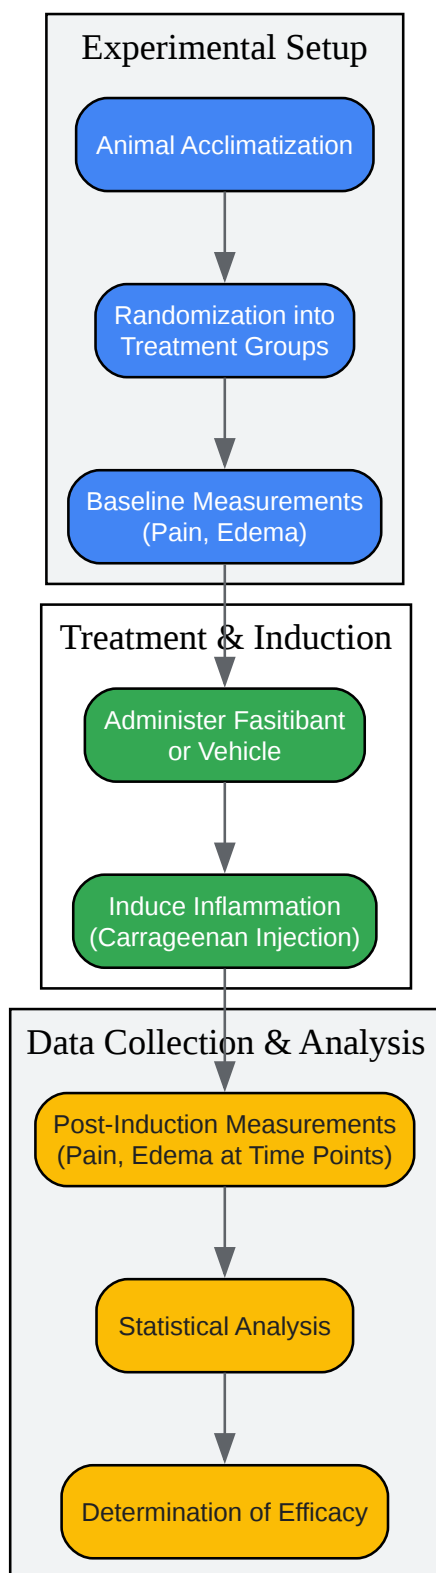 Experimental Setup
Animal Acclimatization
Randomization into
Treatment Groups
Baseline Measurements
(Pain, Edema)
Treatment & Induction
Administer Fasitibant
or Vehicle
Induce Inflammation
(Carrageenan Injection)
Data Collection & Analysis
Post-Induction Measurements
(Pain, Edema at Time Points)
Statistical Analysis
Determination of Efficacy